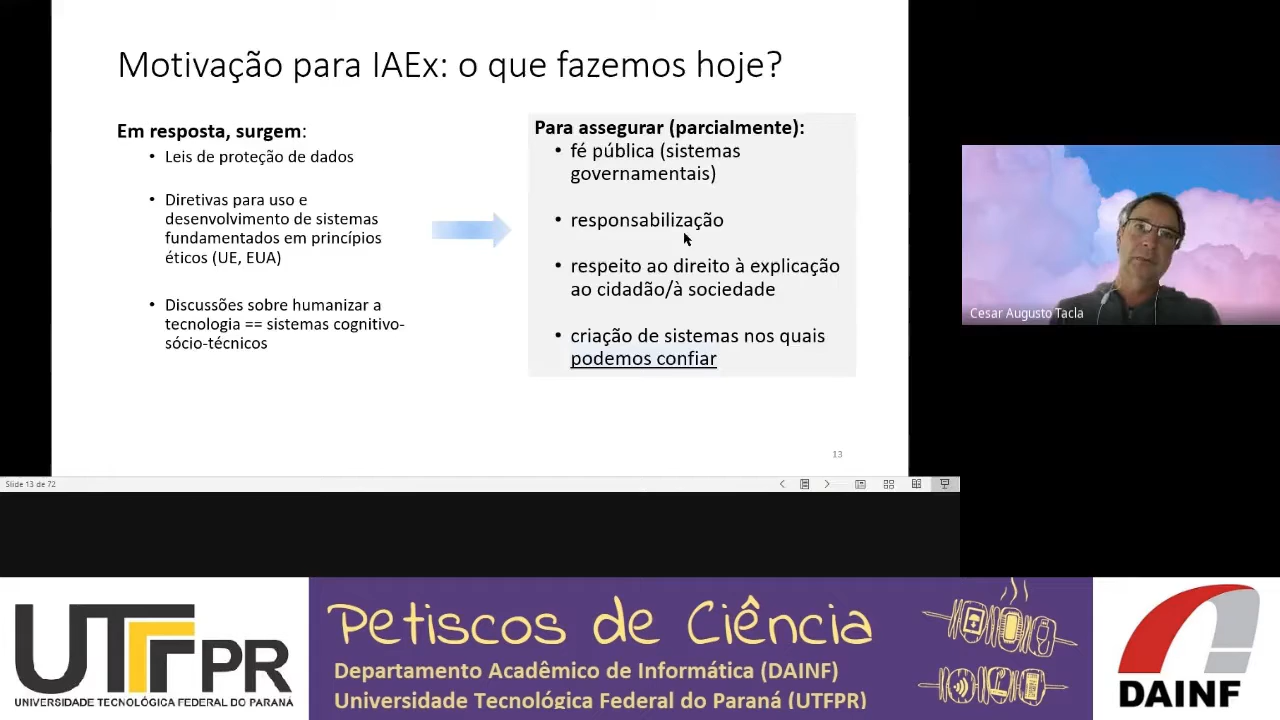 Motivação para IAEx: o que fazemos hoje?
Em resposta, surgem:
• Leis de proteção de dados
• Diretivas para uso e
desenvolvimento de sistemas
fundamentados em princípios
éticos (UE, EUA)
• Discussões sobre humanizar a
tecnologia == sistemas cognitivo-
sócio-técnicos
Para assegurar (parcialmente):
• fé pública (sistemas
governamentais)
• responsabilização
• respeito ao direito à explicação
ao cidadão/à sociedade
• criação de sistemas nos quais
podemos confiar
13
Slide 13 de 72
Cesar Augusto Tacla
UTFPR
UNIVERSIDADE TECNOLÓGICA FEDERAL DO PARANÁ
Petiscos de Ciência
Departamento Acadêmico de Informática (DAINF)
Universidade Tecnológica Federal do Paraná (UTFPR)
DAINF